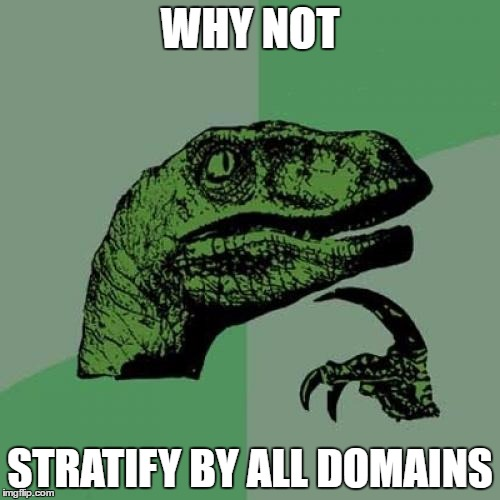 WHY NOT
STRATIFY BY ALL DOMAINS
imgflip.com